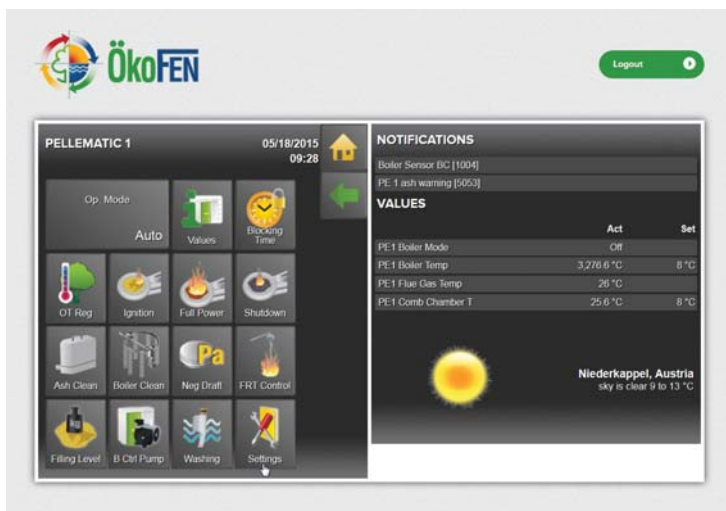 ÖkoFEN
Logout
PELLEMATIC 1
05/18/2015
09:28
Op. Mode
Auto
Values
Blocking
Time
OT Reg
Ignition
Full Power
Shutdown
Ash Clean
Boiler Clean
Neg Draft
Pa
FRT Control
Filling Level
B Ctrl Pump
Washing
Settings
NOTIFICATIONS
Boiler Sensor BC [1004]
PE 1 ash warning [5053]
VALUES
Act Set
PE1 Boiler Mode Off
PE1 Boiler Temp 3,276.6 °C 8 °C
PE1 Flue Gas Temp 26 °C
PE1 Comb Chamber T 25.6 °C 8 °C
Niederkappel, Austria
sky is clear 9 to 13 °C